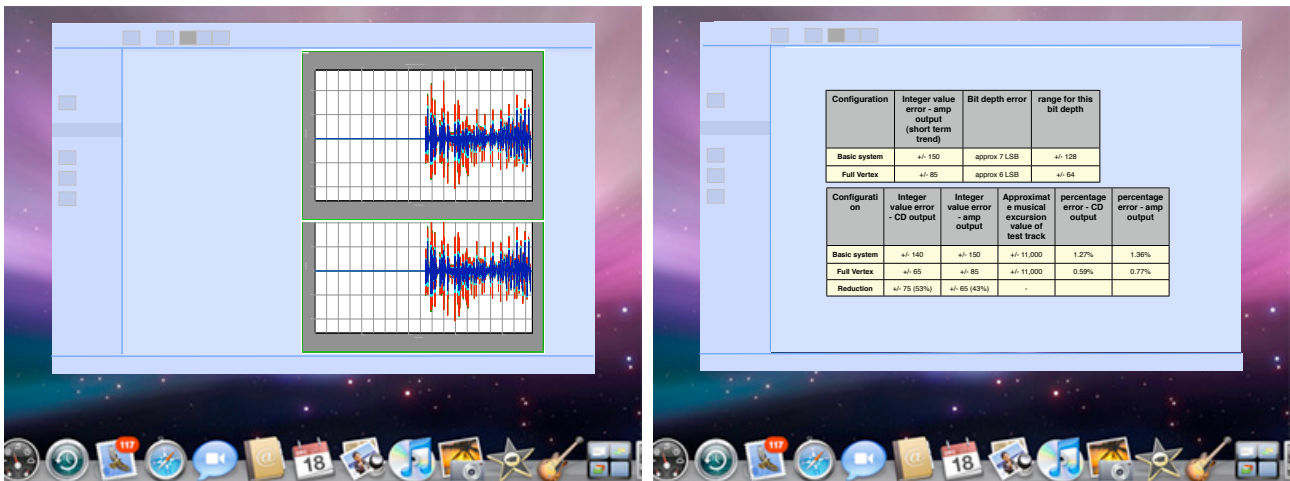 117
18
Configuration Integer value error - amp output (short term trend) Bit depth error range for this bit depth
Basic system +/- 150 approx 7 LSB +/- 128
Full Vertex +/- 85 approx 6 LSB +/- 64
Configurati on Integer value error - CD output Integer value error - amp output Approximat e musical excursion value of test track percentage error - CD output percentage error - amp output
Basic system +/- 140 +/- 150 +/- 11,000 1.27% 1.36%
Full Vertex +/- 65 +/- 85 +/- 11,000 0.59% 0.77%
Reduction +/- 75 (53%) +/- 65 (43%) -
117
18